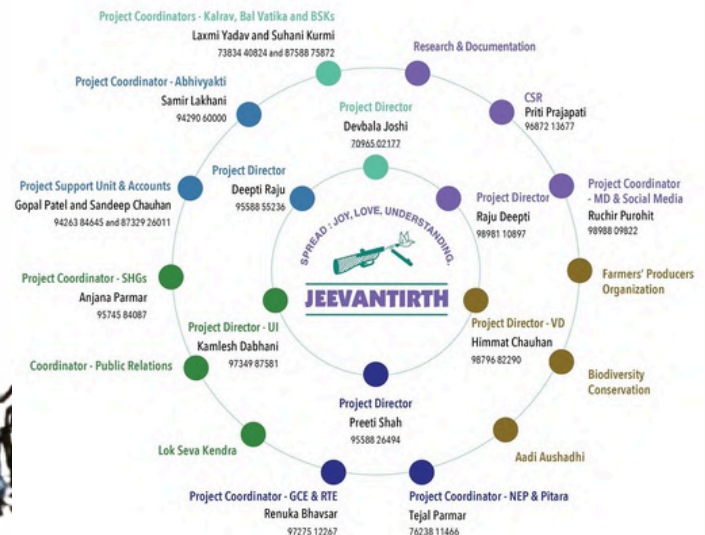 Project Coordinators - Kalrav, Bal Vatika and BSKs
Laxmi Yadav and Suhani Kurmi
73834 40824 and 87588 75872
Research & Documentation
Project Coordinator - Abhivyakti
Samir Lakhani
94290 60000
CSR
Priti Prajapati
96872 13677
Project Director
Devbala Joshi
70965 02177
Project Support Unit & Accounts
Gopal Patel and Sandeep Chauhan
94263 84645 and 87329 26011
Project Director
Deepti Raju
95588 55236
Project Director
Raju Deepti
98981 10897
Project Coordinator
- MD & Social Media
Ruchir Purohit
98988 09822
SPREAD : JOY, LOVE, UNDERSTANDING.
JEEVANTIRTH
Project Coordinator - SHGs
Anjana Parmar
95745 84087
Farmers' Producers
Organization
Project Director - UI
Kamlesh Dabhani
97349 87581
Project Director - VD
Himmat Chauhan
98796 82290
Coordinator - Public Relations
Biodiversity
Conservation
Project Director
Preeti Shah
95588 26494
Lok Seva Kendra
Aadi Aushadhi
Project Coordinator - GCE & RTE
Renuka Bhavsar
97275 12267
Project Coordinator - NEP & Pitara
Tejal Parmar
76238 11466